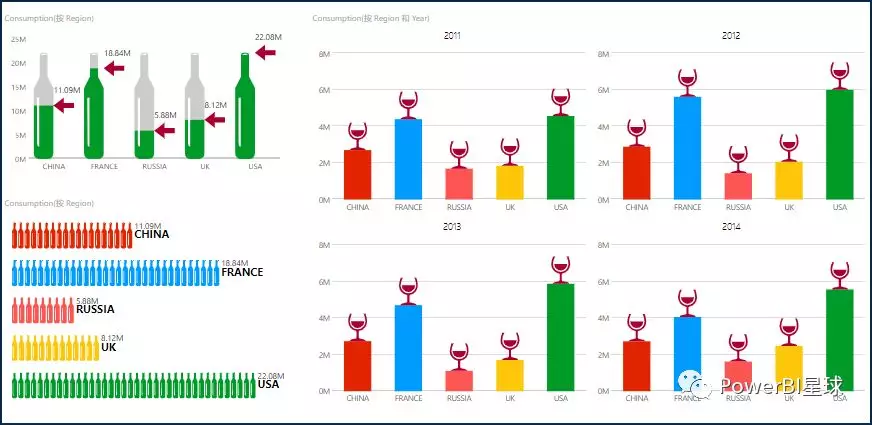 Consumption(按 Region)
22.08M
25M
20M
15M
10M
5M
0M
18.84M
11.09M
5.88M
8.12M
CHINA
FRANCE
RUSSIA
UK
USA
Consumption(按 Region)
11.09M
CHINA
18.84M
FRANCE
5.88M
RUSSIA
8.12M
UK
22.08M
USA
Consumption(按 Region 和 Year)
2011
8M
6M
4M
2M
0M
CHINA
FRANCE
RUSSIA
UK
USA
2012
8M
6M
4M
2M
0M
CHINA
FRANCE
RUSSIA
UK
USA
2013
8M
6M
4M
2M
0M
CHINA
FRANCE
RUSSIA
UK
USA
2014
8M
6M
4M
2M
0M
CHINA
FRANCE
RUSSIA
UK
USA
PowerBI星球